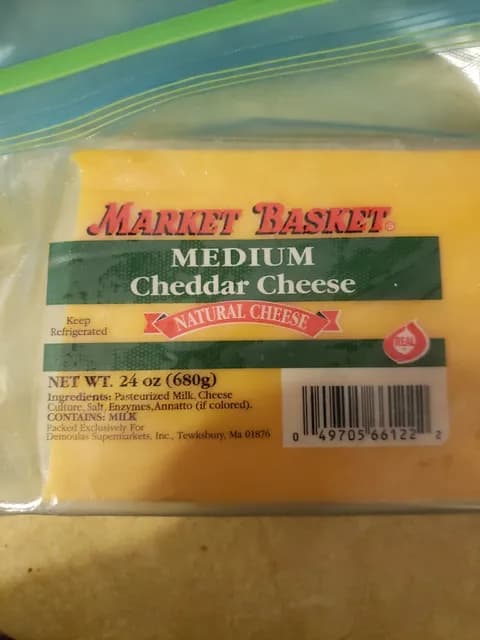 MARKET BASKET®
MEDIUM
Cheddar Cheese
Keep
Refrigerated
NATURAL CHEESE
REAL
NET WT. 24 oz (680g)
Ingredients: Pasteurized Milk, Cheese
Culture, Salt, Enzymes,Annatto (if colored).
CONTAINS: MILK
Packed Exclusively For
Demoulas Supermarkets, Inc., Tewksbury, Ma 01876
0 49705 66122 2